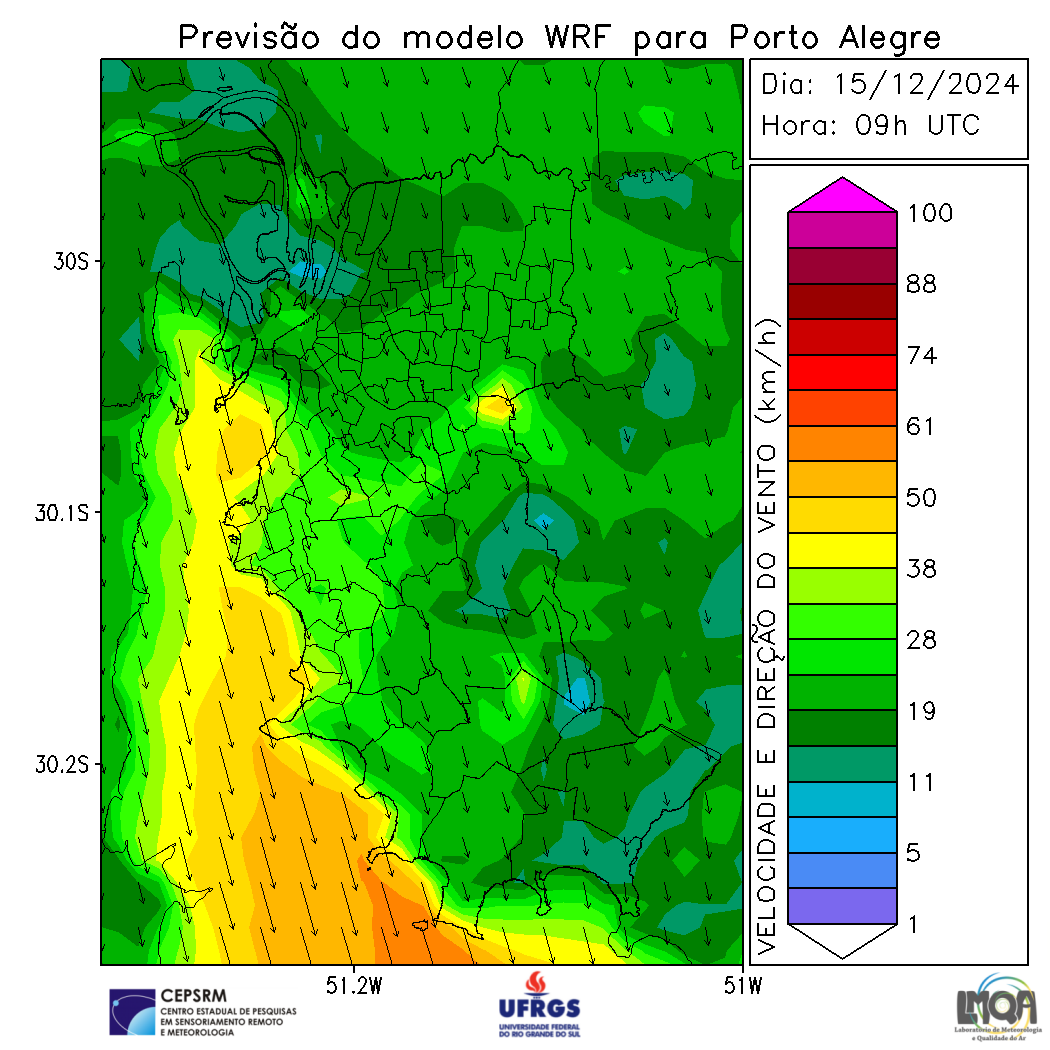 Previsão do modelo WRF para Porto Alegre
Dia: 15/12/2024
Hora: 09h UTC
30S
30.1S
30.2S
51.2W
51W
VELOCIDADE E DIREÇÃO DO VENTO (km/h)
100
88
74
61
50
38
28
19
11
5
1
CEPSRM
CENTRO ESTADUAL DE PESQUISAS
EM SENSORIAMENTO REMOTO
E METEOROLOGIA
UFRGS
UNIVERSIDADE FEDERAL
DO RIO GRANDE DO SUL
LMQA
Laboratório de Meteorologia
e Qualidade do Ar